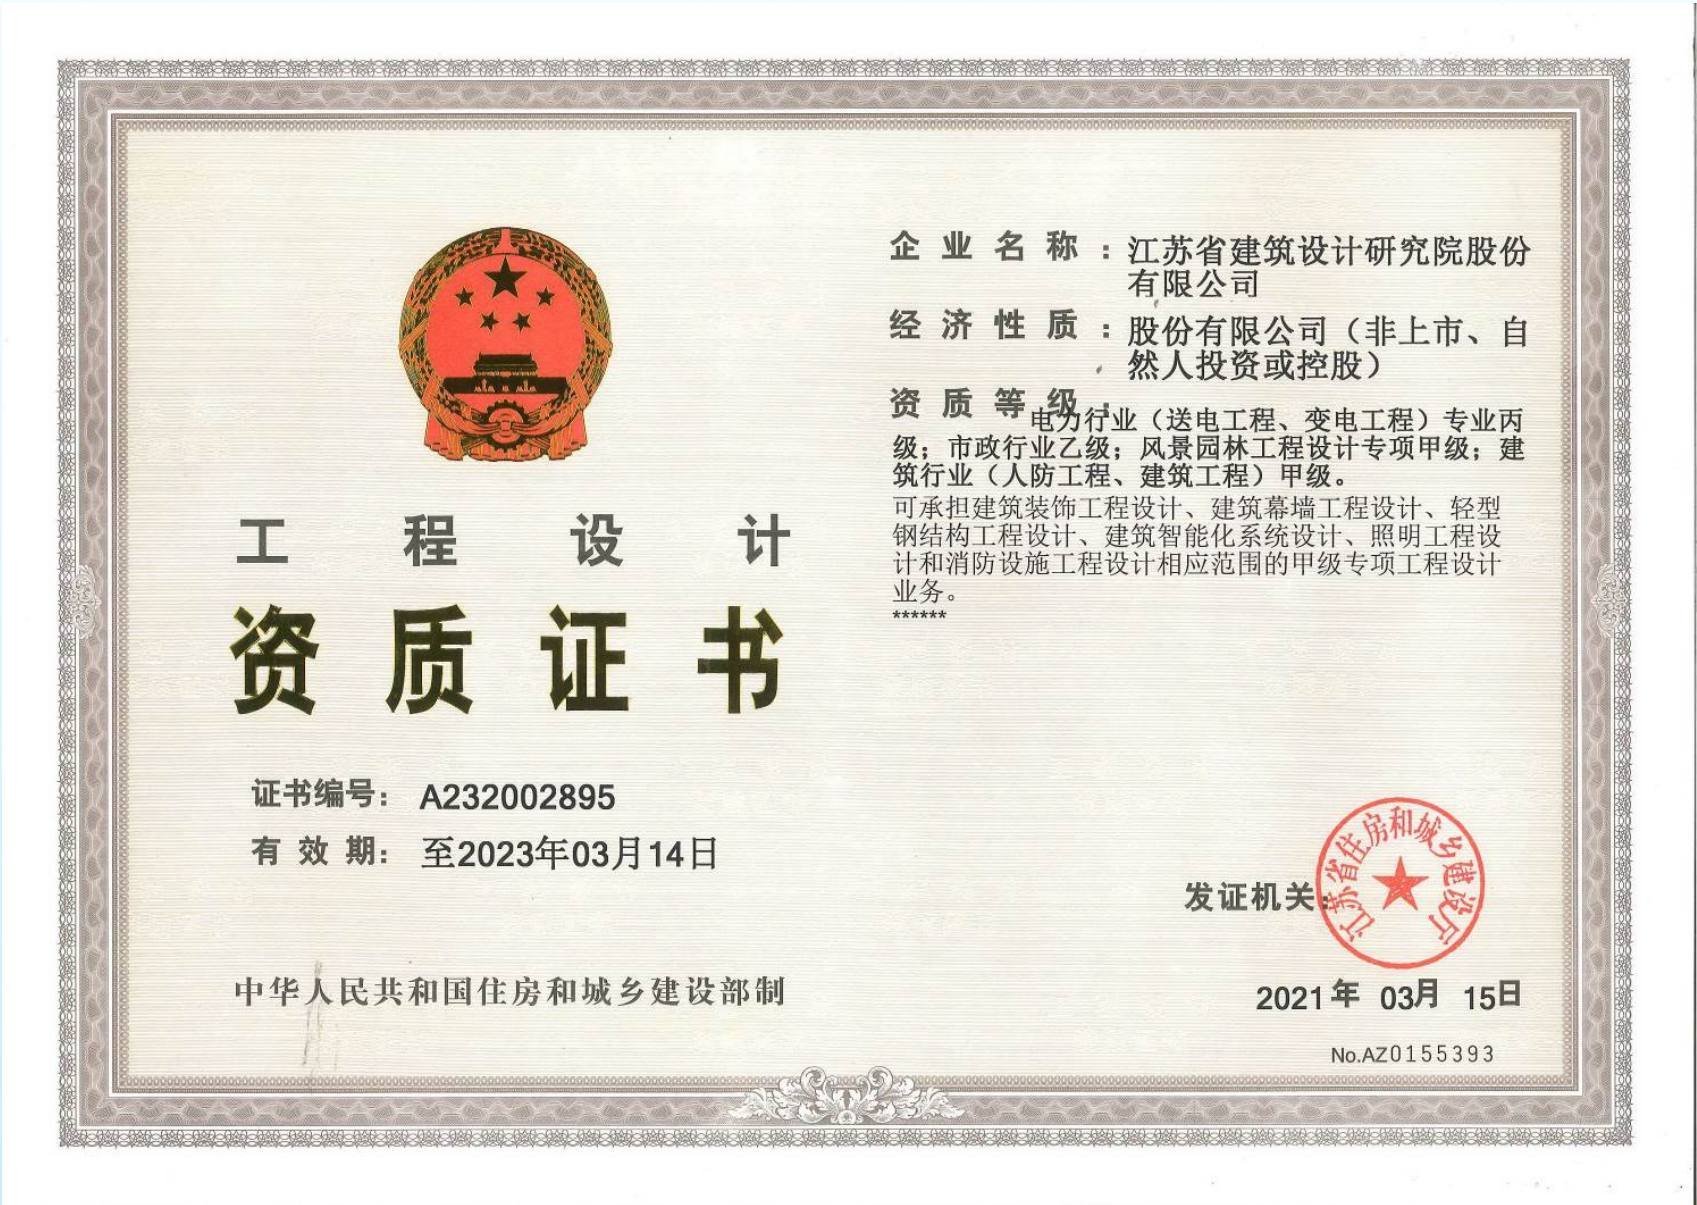 工程设计
资质证书
证书编号： A232002895
有效期： 至2023年03月14日
中华人民共和国住房和城乡建设部制
企业名称：江苏省建筑设计研究院股份
有限公司
经济性质：股份有限公司（非上市、自
然人投资或控股）
资质等级：
电力行业（送电工程、变电工程）专业丙
级；市政行业乙级；风景园林工程设计专项甲级；建
筑行业（人防工程、建筑工程）甲级。
可承担建筑装饰工程设计、建筑幕墙工程设计、轻型
钢结构工程设计、建筑智能化系统设计、照明工程设
计和消防设施工程设计相应范围的甲级专项工程设计
业务。
******
发证机关：
江苏省住房和城乡建设厅
2021年 03月 15日
No.AZ0155393